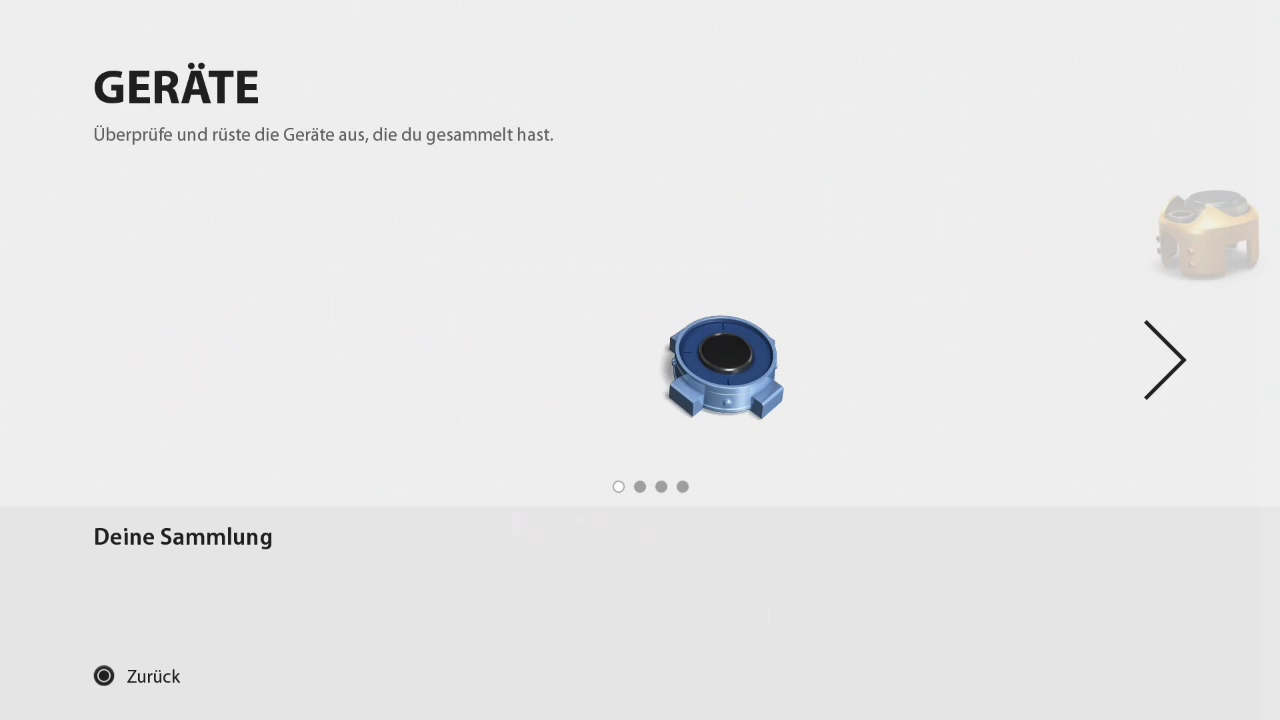 GERÄTE
Überprüfe und rüste die Geräte aus, die du gesammelt hast.
Deine Sammlung
Zurück